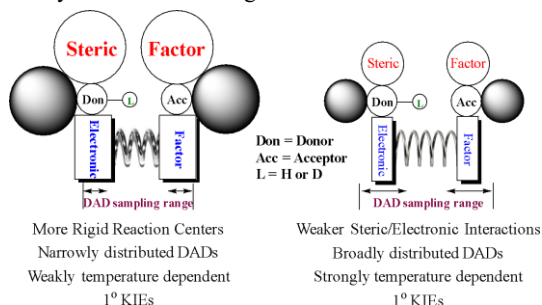 Steric Factor
Don L Acc
Electronic Factor
DAD sampling range
More Rigid Reaction Centers
Narrowly distributed DADs
Weakly temperature dependent
1° KIEs
Don = Donor
Acc = Acceptor
L = H or D
Steric Factor
Don L Acc
Electronic Factor
DAD sampling range
Weaker Steric/Electronic Interactions
Broadly distributed DADs
Strongly temperature dependent
1° KIEs